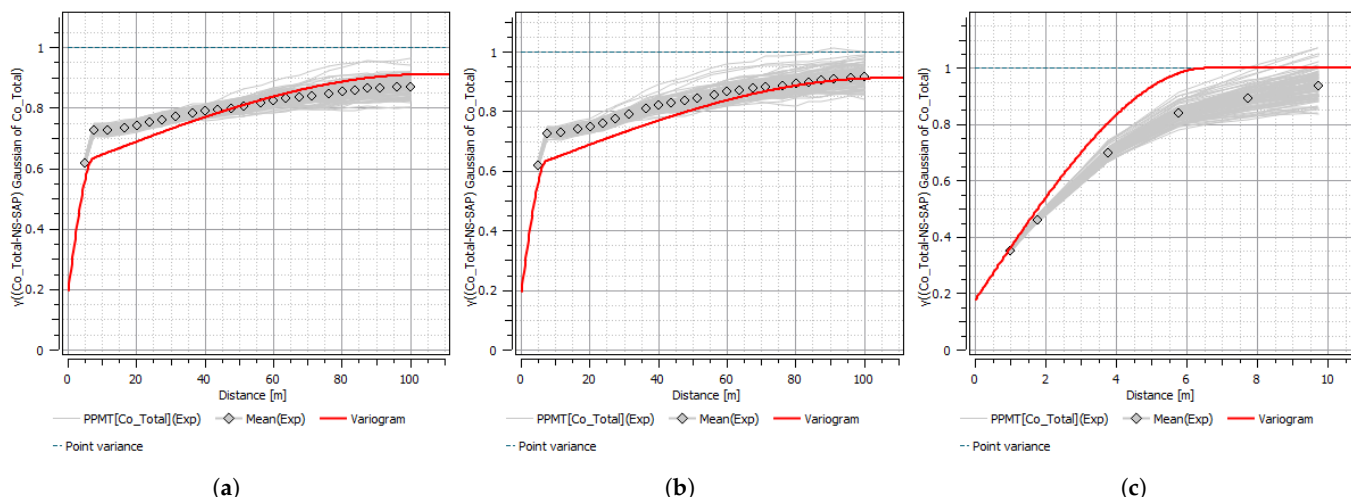 γ((Co_Total-NS-SAP) Gaussian of Co_Total)
1
0.8
0.6
0.4
0.2
0
0 20 40 60 80 100
Distance [m]
PPMT[Co_Total](Exp) Mean(Exp) Variogram
Point variance
(a)
γ((Co_Total-NS-SAP) Gaussian of Co_Total)
1
0.8
0.6
0.4
0.2
0
0 20 40 60 80 100
Distance [m]
PPMT[Co_Total](Exp) Mean(Exp) Variogram
Point variance
(b)
γ((Co_Total-NS-SAP) Gaussian of Co_Total)
1
0.8
0.6
0.4
0.2
0
0 2 4 6 8 10
Distance [m]
PPMT[Co_Total](Exp) Mean(Exp) Variogram
Point variance
(c)